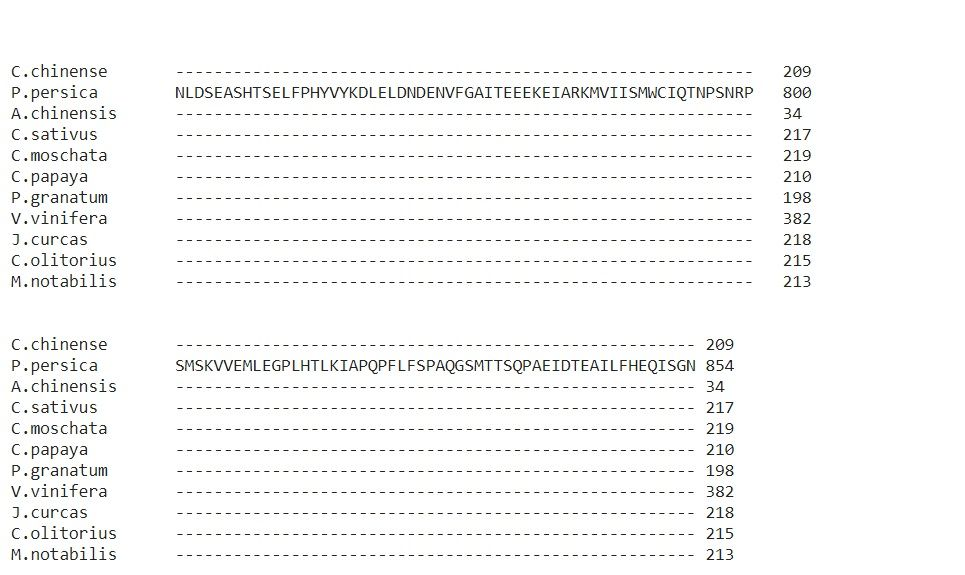 C.chinense ------------------------------------------------------------ 209
P.persica NLDSEASHTSELFPHYVYKDLELDNDENVFGAITEEEKEIARKMVIISMWCIQTNPSNRP 800
A.chinensis ------------------------------------------------------------ 34
C.sativus ------------------------------------------------------------ 217
C.moschata ------------------------------------------------------------ 219
C.papaya ------------------------------------------------------------ 210
P.granatum ------------------------------------------------------------ 198
V.vinifera ------------------------------------------------------------ 382
J.curcas ------------------------------------------------------------ 218
C.olitorius ------------------------------------------------------------ 215
M.notabilis ------------------------------------------------------------ 213
C.chinense ------------------------------------------------------ 209
P.persica SMSKVVEMLEGPLHTLKIAPQPFLFSPAQGSMTTSQPAEIDTEAILFHEQISGN 854
A.chinensis ------------------------------------------------------ 34
C.sativus ------------------------------------------------------ 217
C.moschata ------------------------------------------------------ 219
C.papaya ------------------------------------------------------ 210
P.granatum ------------------------------------------------------ 198
V.vinifera ------------------------------------------------------ 382
J.curcas ------------------------------------------------------ 218
C.olitorius ------------------------------------------------------ 215
M.notabilis ------------------------------------------------------ 213